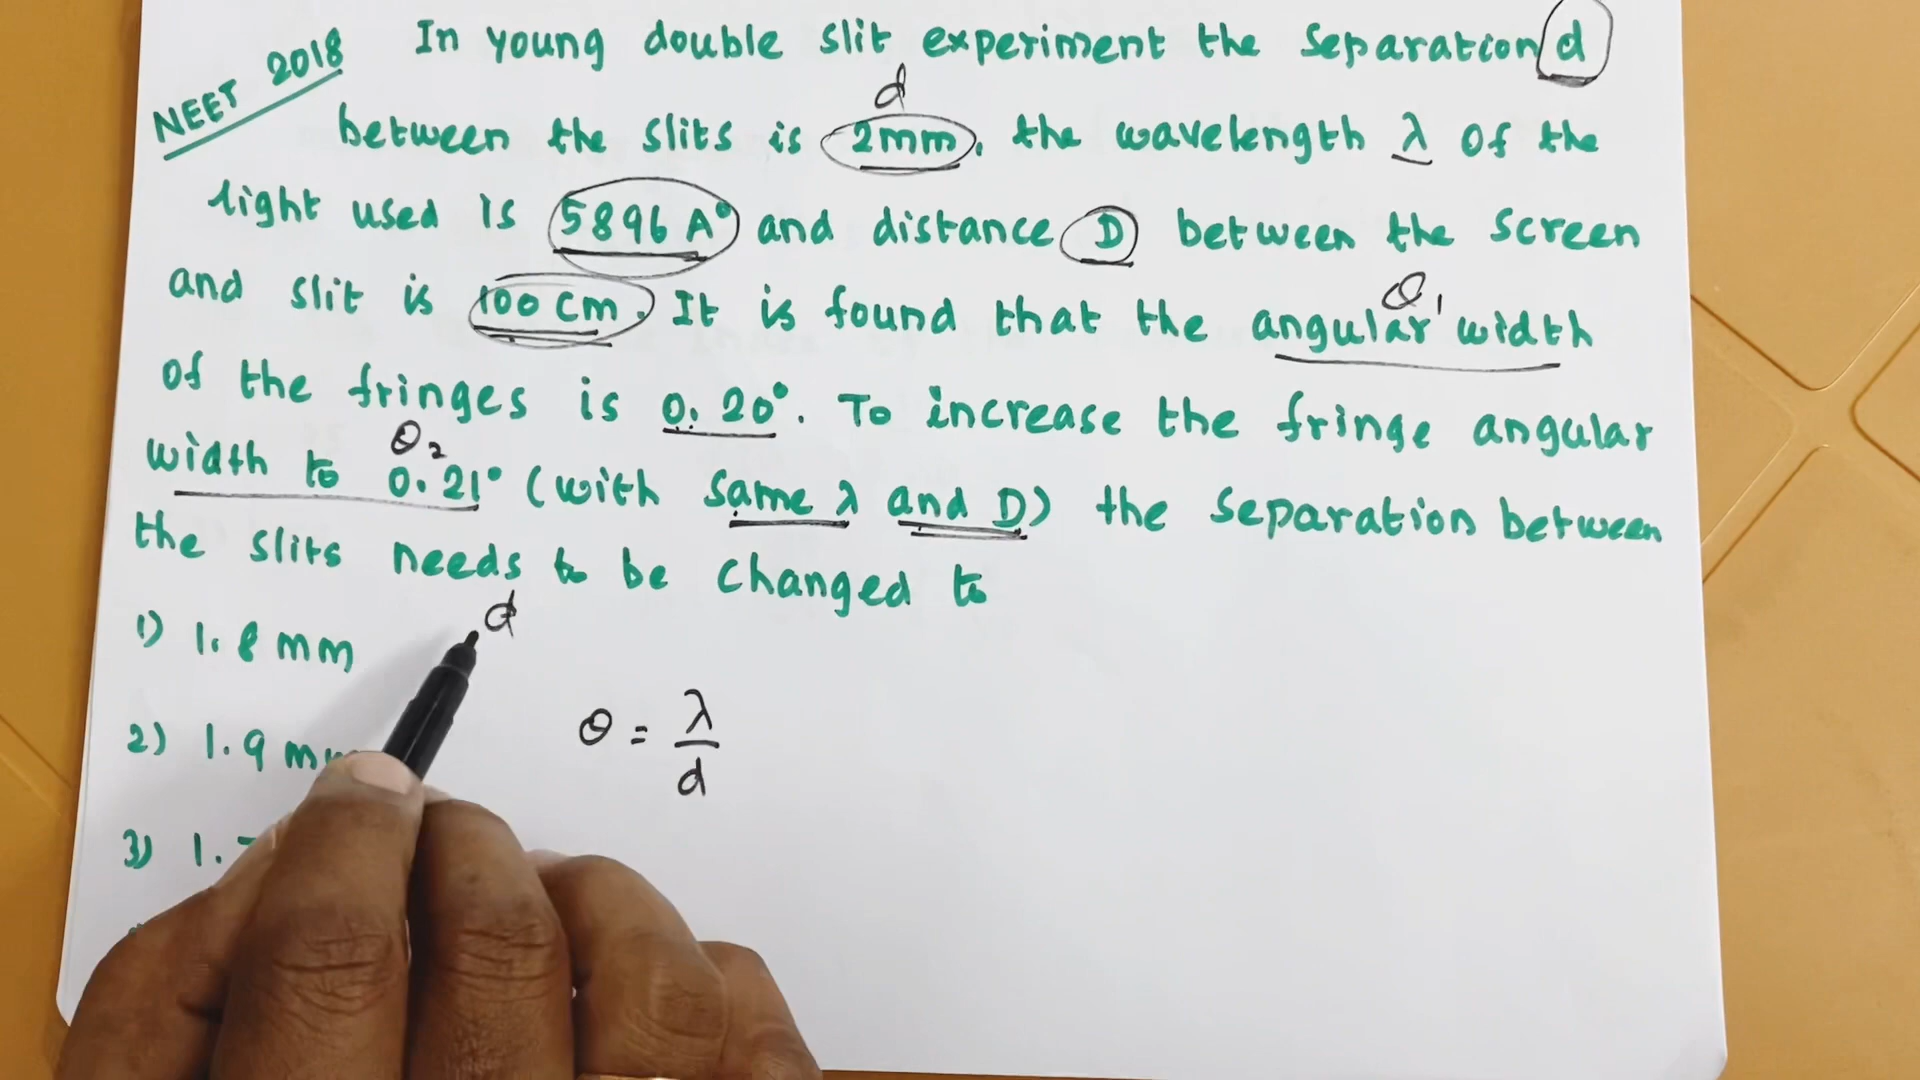 NEET 2018 In young double slit experiment the separation d
d
between the slits is 2mm. the wavelength λ of the
light used is 5896 A° and distance D between the screen
θ₁
and slit is 100 cm. It is found that the angular width
of the fringes is 0.20°. To increase the fringe angular
θ₂
width to 0.21° (with same λ and D) the separation between
the slits needs to be changed to
d
1) 1.8 mm
θ = λ/d
2) 1.9
3) 1.